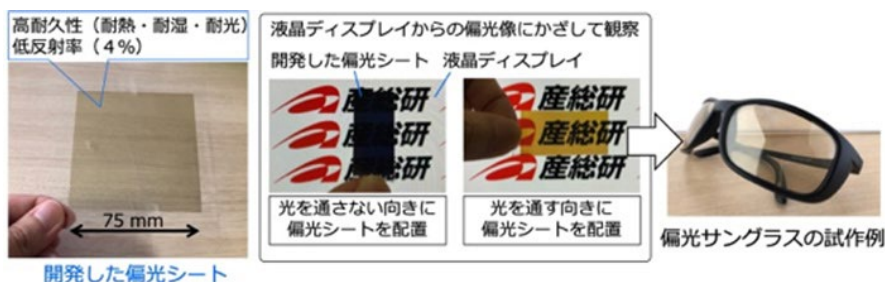 高耐久性（耐熱・耐湿・耐光）
低反射率（４％）
75 mm
開発した偏光シート
液晶ディスプレイからの偏光像にかざして観察
開発した偏光シート 液晶ディスプレイ
産総研
産総研
産総研
光を通さない向きに
偏光シートを配置
産総研
産総研
産総研
光を通す向きに
偏光シートを配置
偏光サングラスの試作例